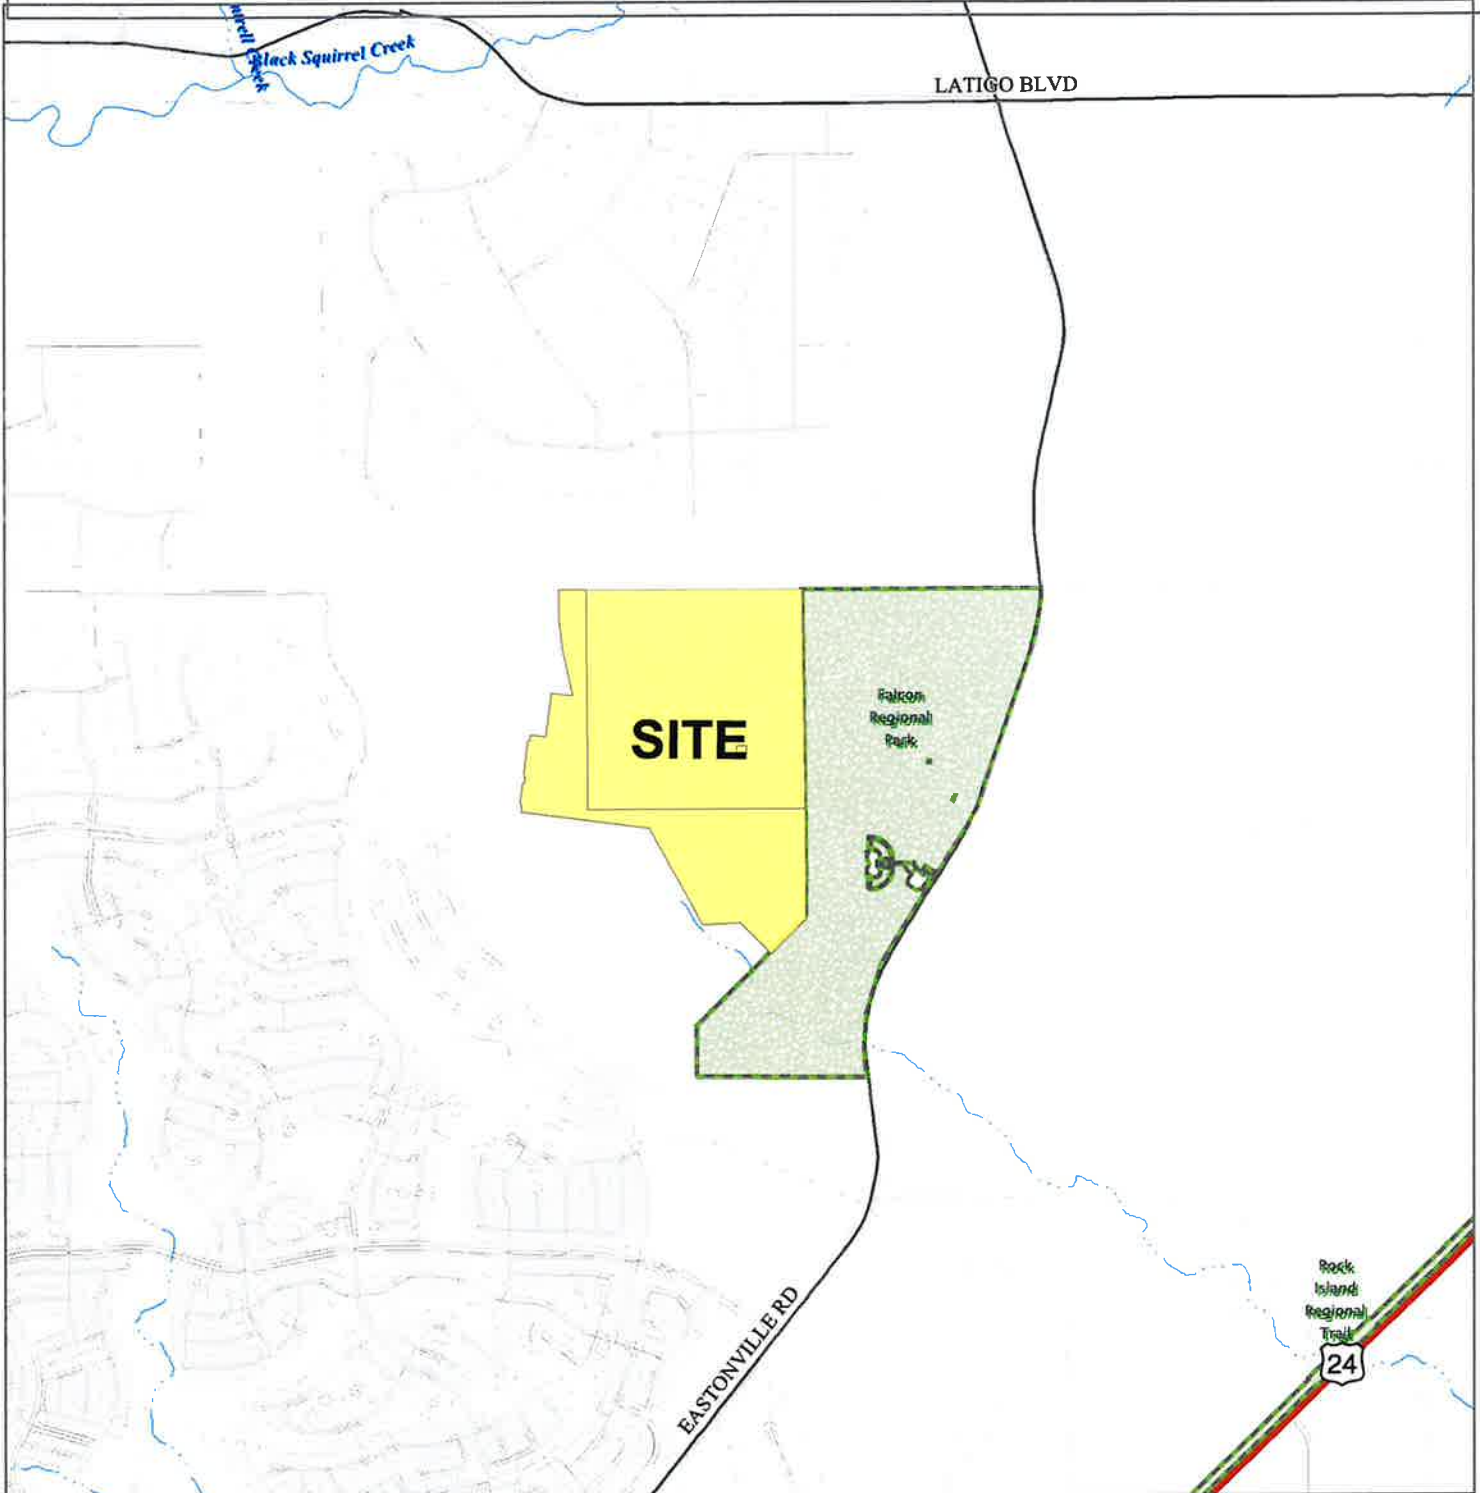 Black Squirrel Creek
LATIGO BLVD
SITE
Falcon
Regional
Park
EASTONVILLE RD
Rock
Island
Regional
Trail
24